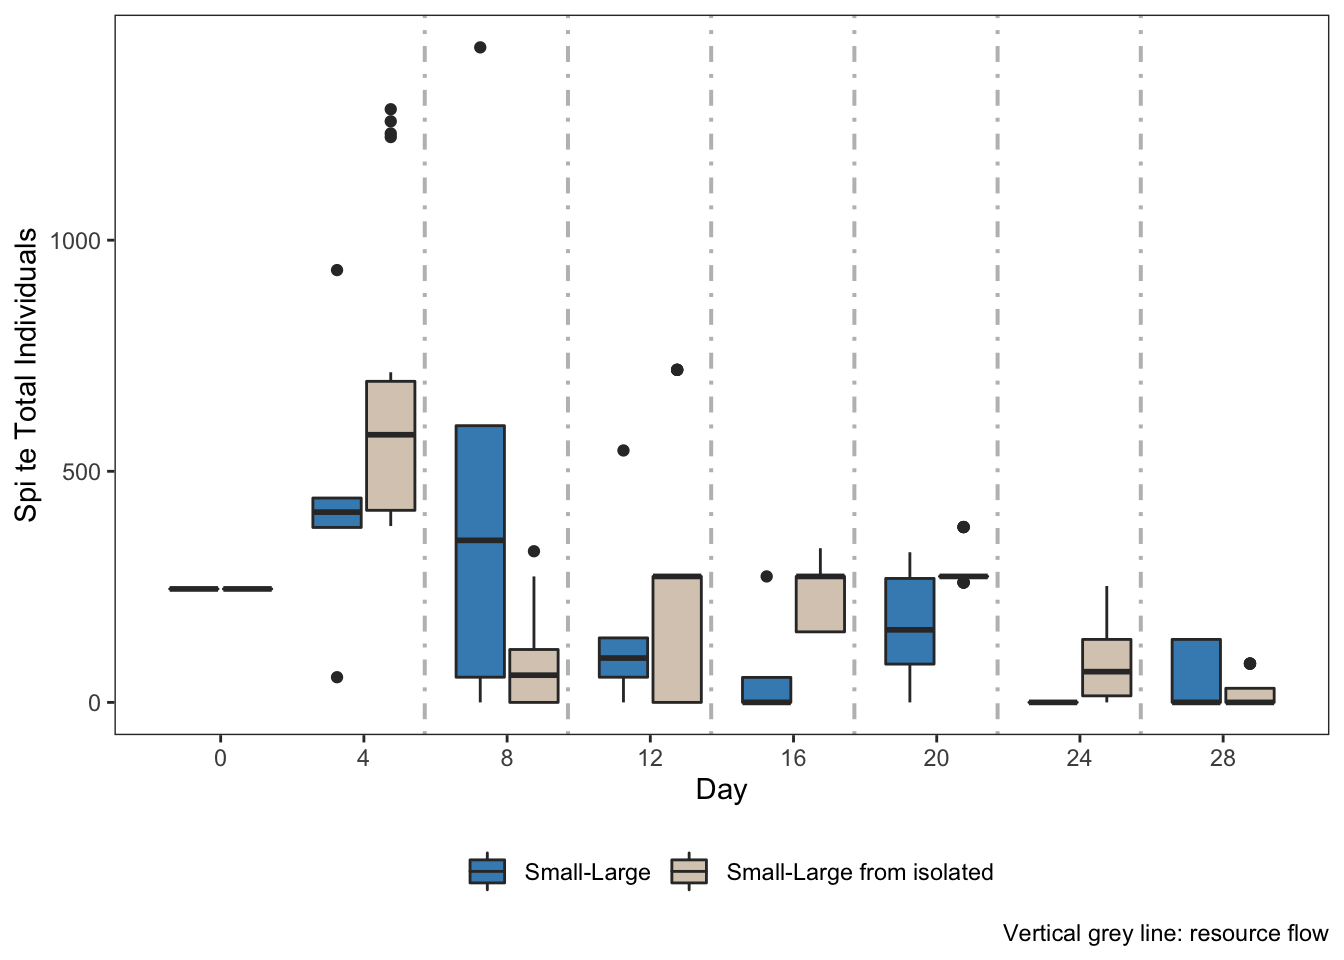 Spi te Total Individuals
1000
500
0
0 4 8 12 16 20 24 28
Day
Small-Large Small-Large from isolated
Vertical grey line: resource flow